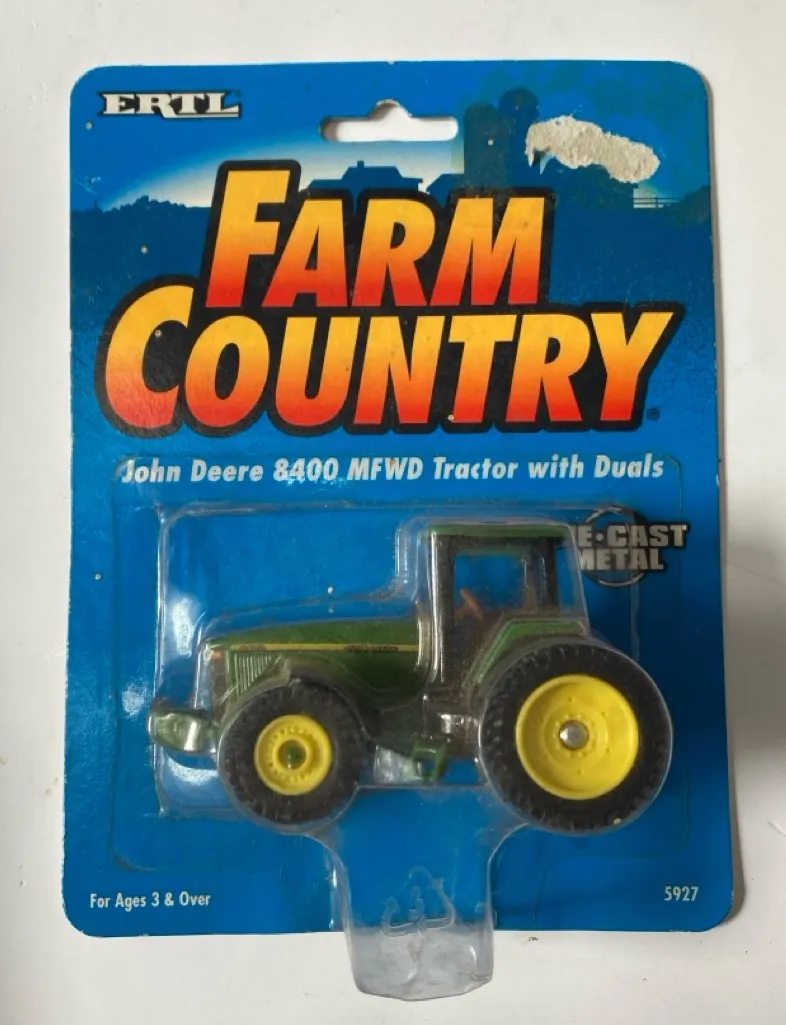 ERTL
FARM
COUNTRY®
John Deere 8400 MFWD Tractor with Duals
E·CAST
METAL
For Ages 3 & Over
5927